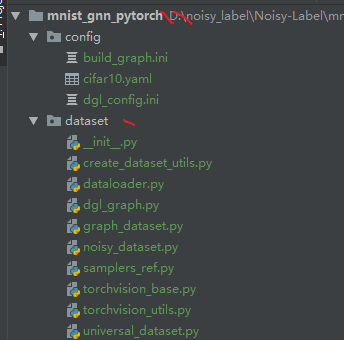 mnist_gnn_pytorch D:\noisy_label\Noisy-Label\mn
config
build_graph.ini
cifar10.yaml
dgl_config.ini
dataset
__init__.py
create_dataset_utils.py
dataloader.py
dgl_graph.py
graph_dataset.py
noisy_dataset.py
samplers_ref.py
torchvision_base.py
torchvision_utils.py
universal_dataset.py